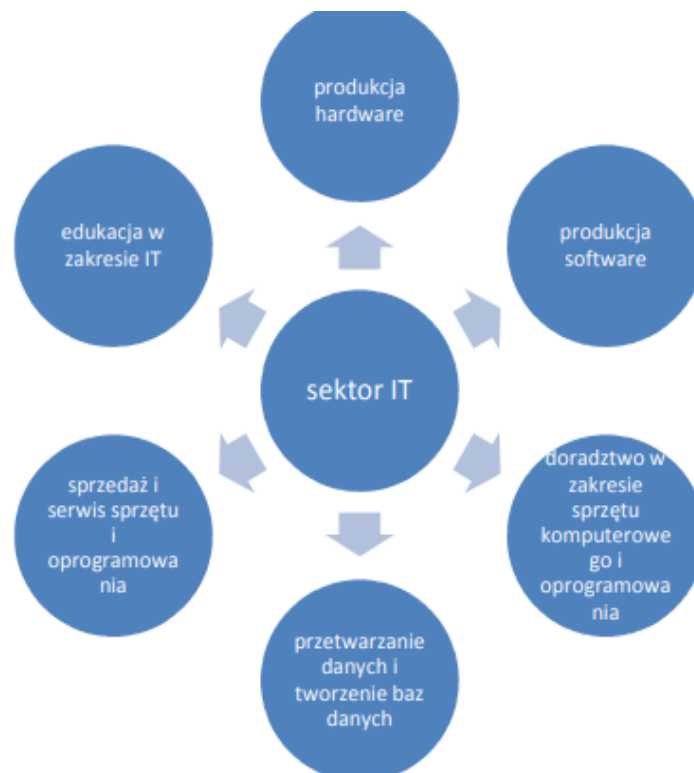 produkcja
hardware
edukacja w
zakresie IT
produkcja
software
sektor IT
sprzedaż i
serwis sprzętu
i
oprogramowa
nia
doradztwo w
zakresie
sprzętu
komputerowe
go i
oprogramowa
nia
przetwarzanie
danych i
tworzenie baz
danych